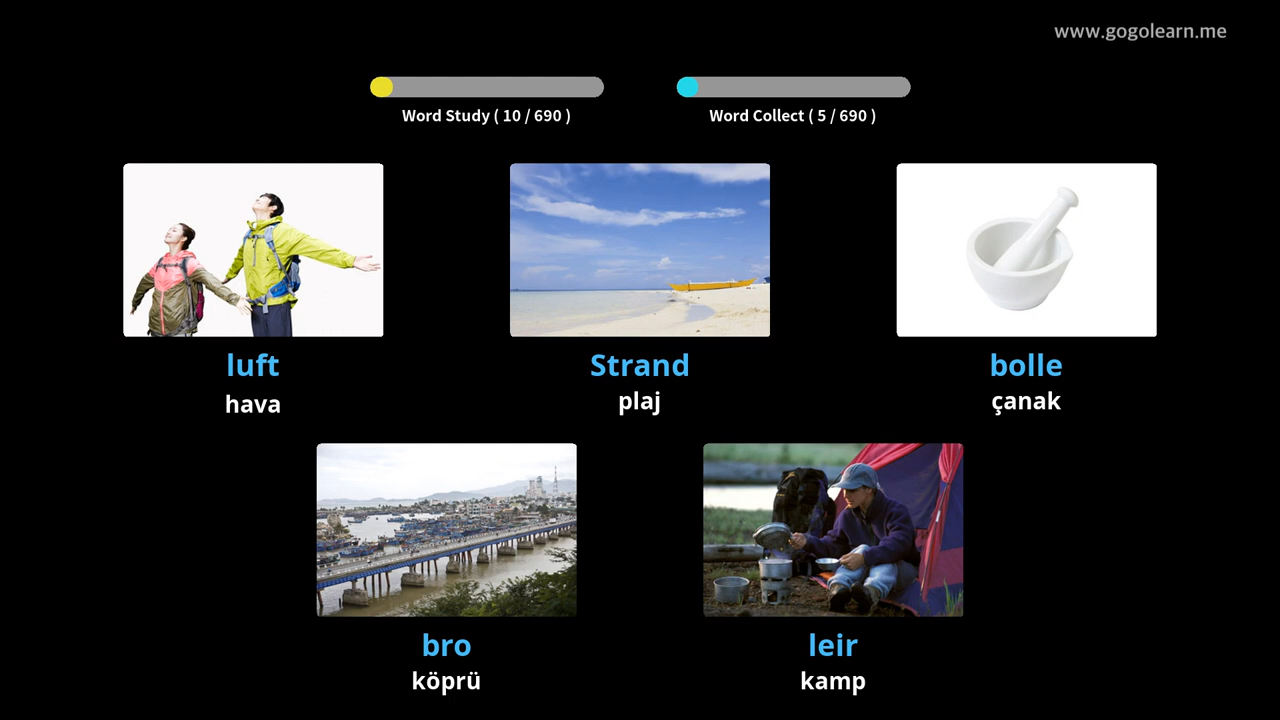 www.gogolearn.me
Word Study ( 10 / 690 )
Word Collect ( 5 / 690 )
luft
hava
Strand
plaj
bolle
çanak
bro
köprü
leir
kamp